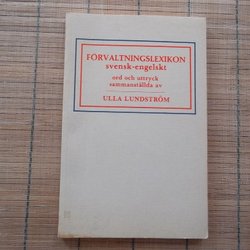 FÖRVALTNINGSLEXIKON
svensk-engelskt
ord och uttryck
sammanställda av
ULLA LUNDSTRÖM